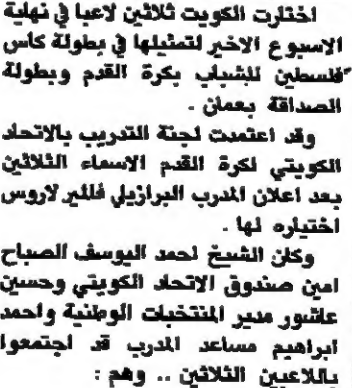 اختارت الكويت ثلاثين لاعبا في نهاية
الاسبوع الاخير لتمثيلها في بطولة كاس
فلسطين للشباب بكرة القدم وبطولة
الصداقة بعمان .
وقد اعتمدت لجنة التدريب بالاتحاد
الكويتي لكرة القدم الاسماء الثلاثين
بعد اعلان المدرب البرازيلي فالمير لاروس
اختياره لها .
وكان الشيخ احمد اليوسف الصباح
امين صندوق الاتحاد الكويتي وحسين
عاشور مدير المنتخبات الوطنية واحمد
ابراهيم مساعد المدرب قد اجتمعوا
باللاعبين الثلاثين .. وهم :